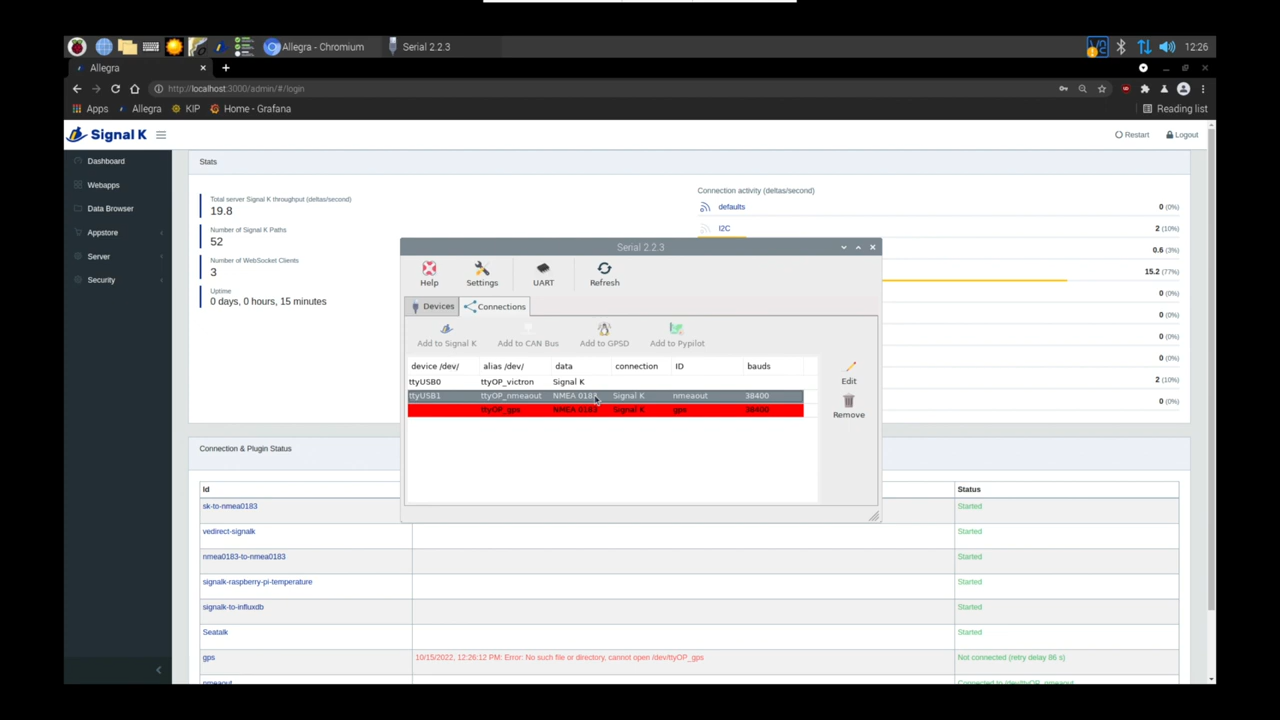 Allegra - Chromium
Serial 2.2.3
12:26
Allegra
http://localhost:3000/admin/#/login
Apps
Allegra
KIP
Home - Grafana
Reading list
Signal K
Restart
Logout
Dashboard
Webapps
Data Browser
Appstore
Server
Security
Stats
Total server Signal K throughput (deltas/second)
19.8
Number of Signal K Paths
52
Number of WebSocket Clients
3
Uptime
0 days, 0 hours, 15 minutes
Connection activity (deltas/second)
defaults
0 (0%)
I2C
2 (10%)
0.6 (3%)
15.2 (77%)
0 (0%)
0 (0%)
0 (0%)
2 (10%)
0 (0%)
Serial 2.2.3
Help
Settings
UART
Refresh
Devices
Connections
Add to Signal K
Add to CAN Bus
Add to GPSD
Add to Pypilot
device /dev/ alias /dev/ data connection ID bauds
ttyUSB0 ttyOP_victron Signal K
ttyUSB1 ttyOP_nmeaout NMEA 0183 Signal K nmeaout 38400
ttyOP_gps NMEA 0183 Signal K gps 38400
Edit
Remove
Connection & Plugin Status
Id
Status
sk-to-nmea0183 Started
vedirect-signalk Started
nmea0183-to-nmea0183 Started
signalk-raspberry-pi-temperature Started
signalk-to-influxdb Started
Seatalk Started
gps 10/15/2022, 12:26:12 PM: Error: No such file or directory, cannot open /dev/ttyOP_gps Not connected (retry delay 86 s)
nmeaout Connected to /dev/ttyOP_nmeaout